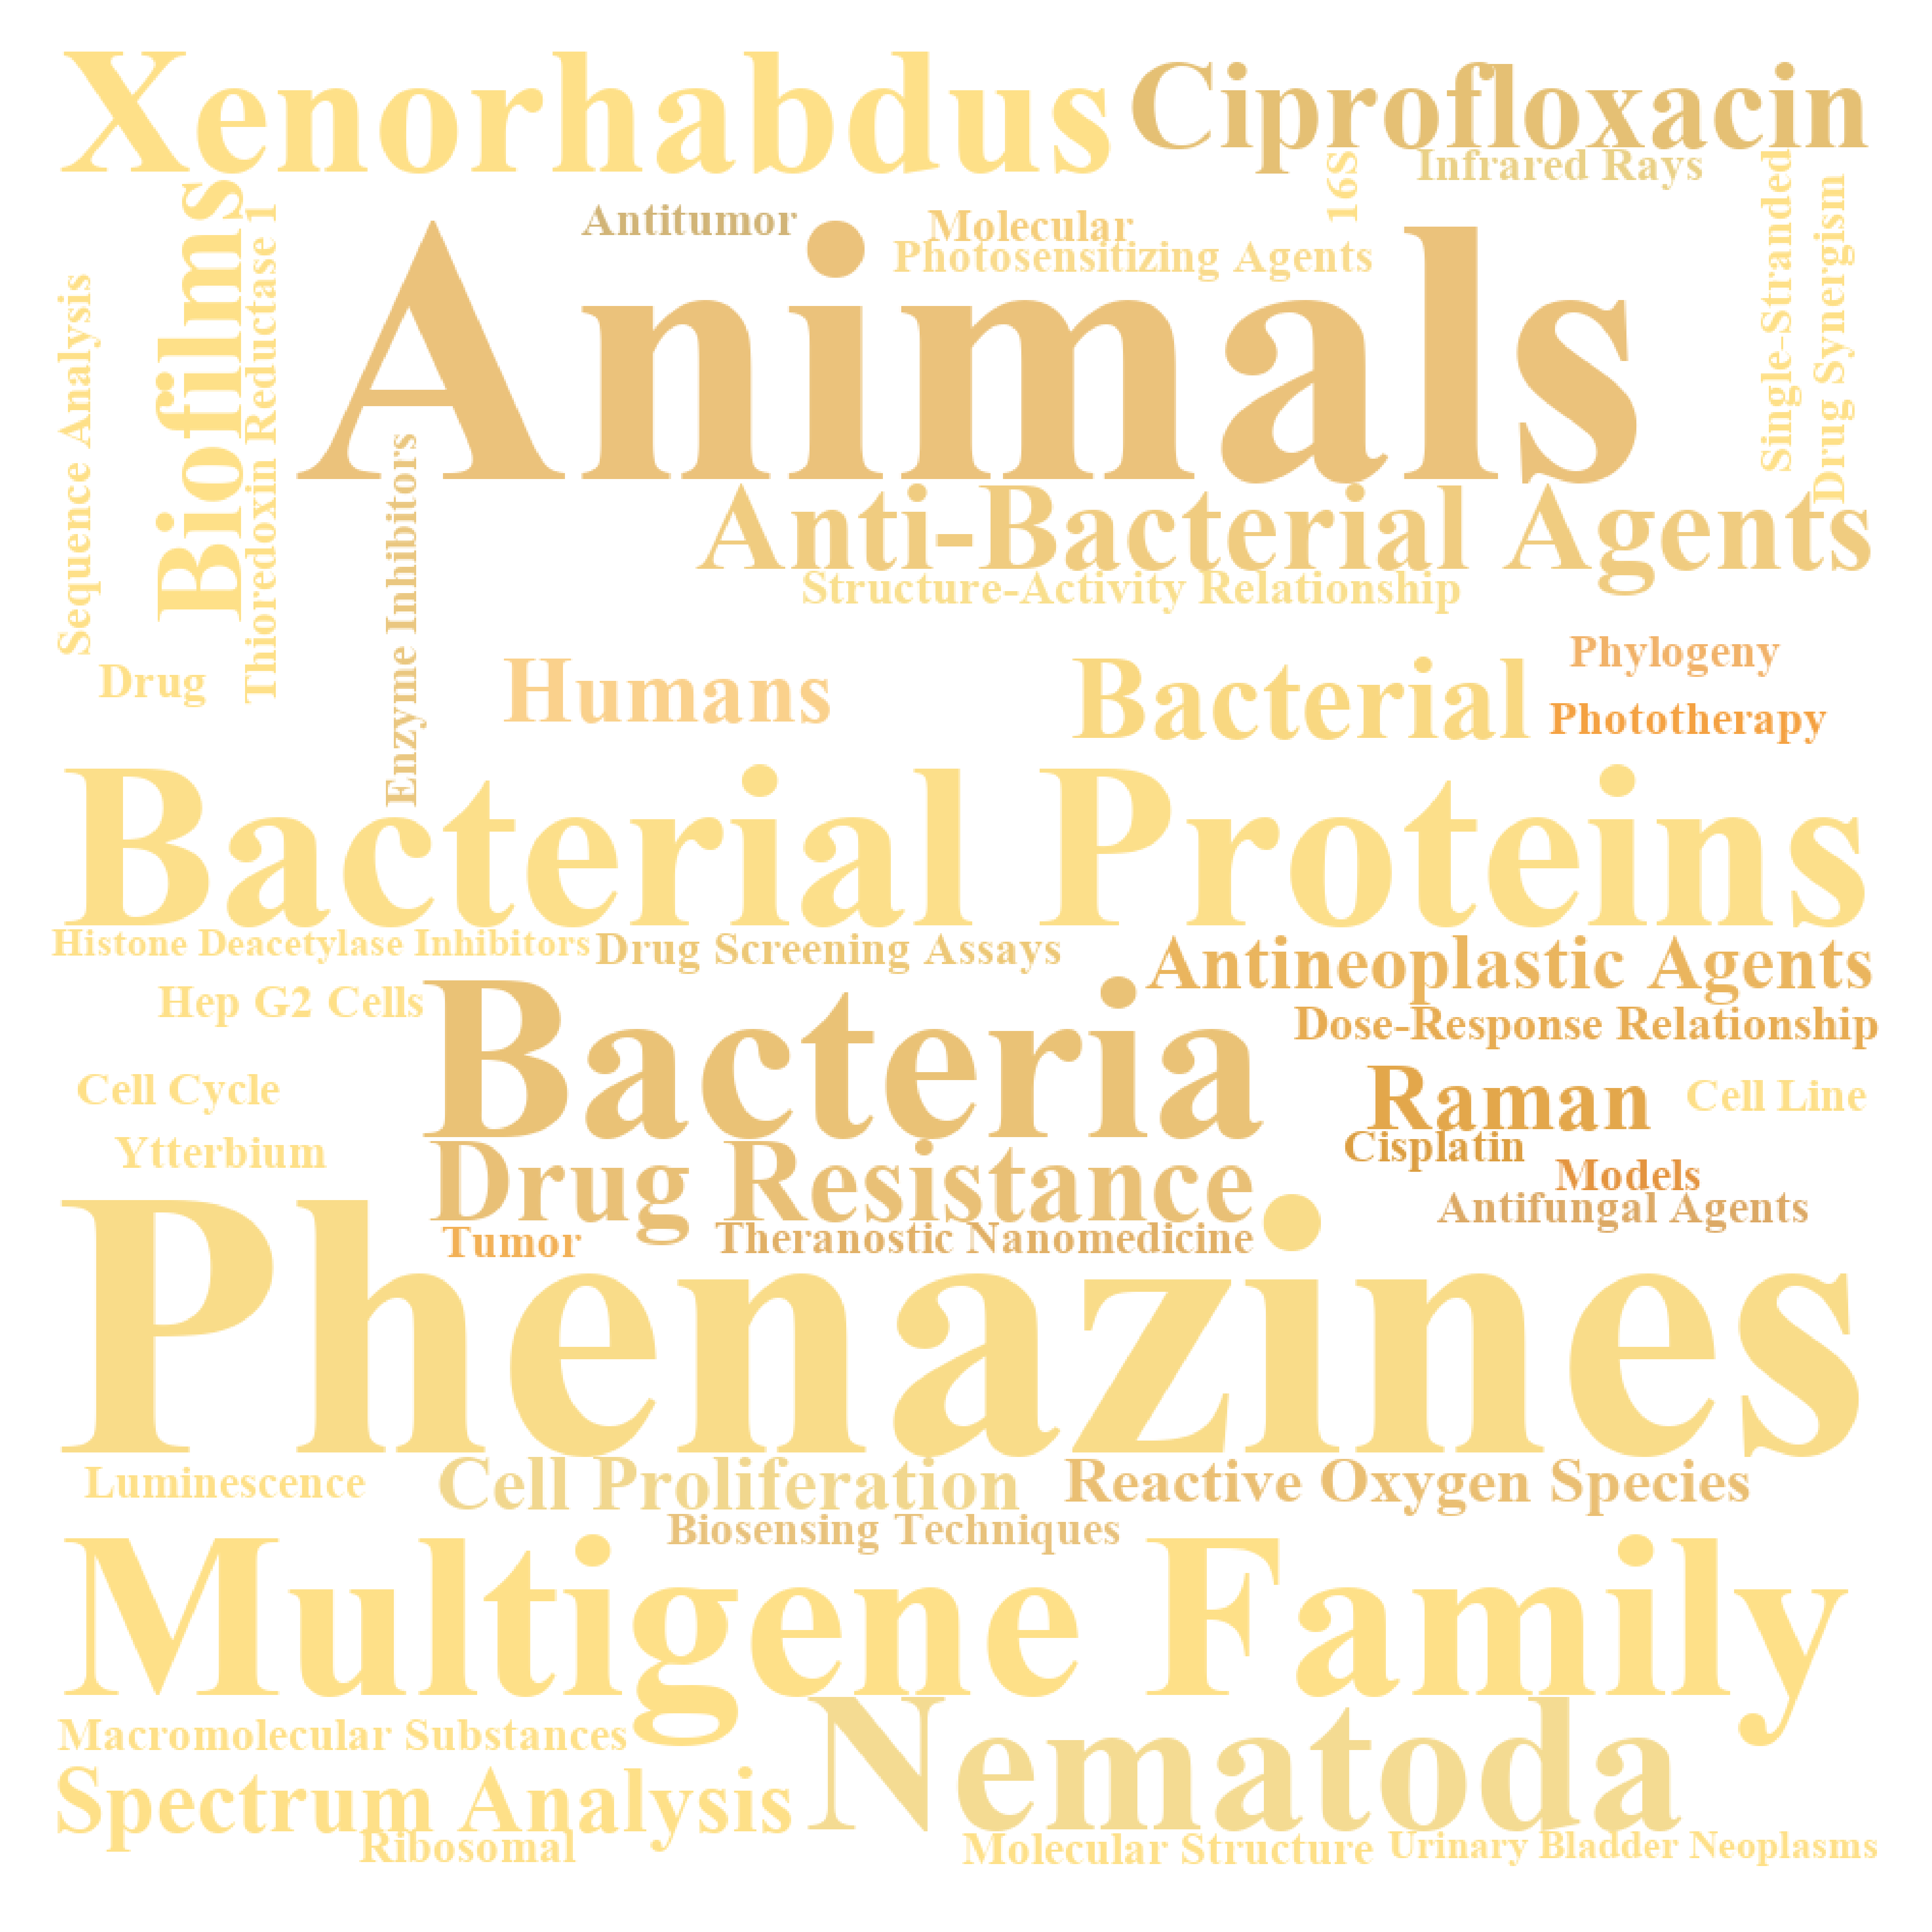 Xenorhabdus
Ciprofloxacin
Infrared Rays
16S
Antitumor
Molecular
Photosensitizing Agents
Animals
Single-Stranded
Drug Synergism
Biofilms
Thioredoxin Reductase 1
Sequence Analysis
Enzyme Inhibitors
Anti-Bacterial Agents
Structure-Activity Relationship
Drug
Humans
Bacterial
Phylogeny
Phototherapy
Bacterial Proteins
Histone Deacetylase Inhibitors
Drug Screening Assays
Antineoplastic Agents
Hep G2 Cells
Bacteria
Dose-Response Relationship
Cell Cycle
Raman
Cell Line
Ytterbium
Drug Resistance
Cisplatin
Models
Antifungal Agents
Tumor
Theranostic Nanomedicine
Phenazines
Luminescence
Cell Proliferation
Reactive Oxygen Species
Biosensing Techniques
Multigene Family
Macromolecular Substances
Nematoda
Spectrum Analysis
Ribosomal
Molecular Structure
Urinary Bladder Neoplasms